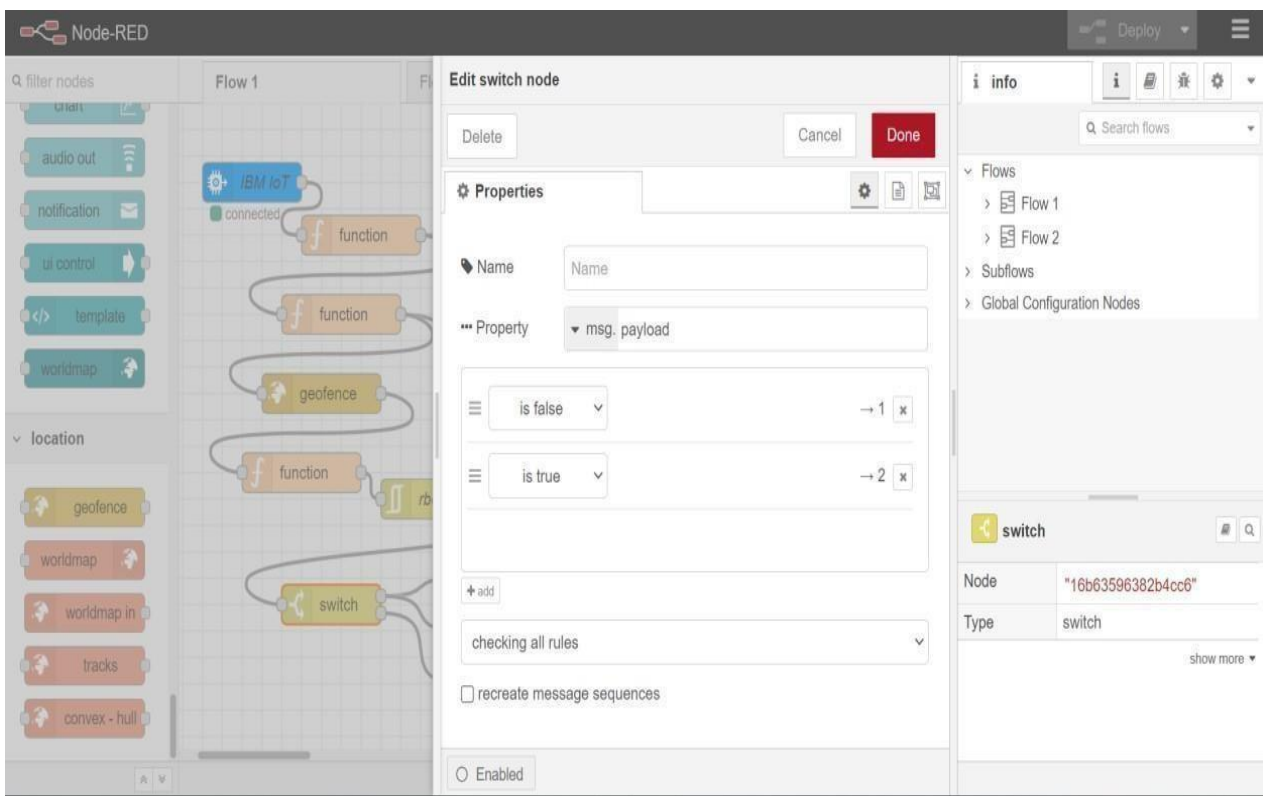 Node-RED
Deploy
filter nodes
chart
audio out
notification
ui control
template
worldmap
location
geofence
worldmap
worldmap in
tracks
convex - hull
Flow 1
IBM IoT
connected
function
function
geofence
function
rb
switch
Edit switch node
Delete
Cancel
Done
Properties
Name
Name
Property
msg. payload
is false
→ 1
x
is true
→ 2
x
+ add
checking all rules
recreate message sequences
Enabled
i info
i
Search flows
Flows
Flow 1
Flow 2
Subflows
Global Configuration Nodes
switch
Node
"16b63596382b4cc6"
Type
switch
show more